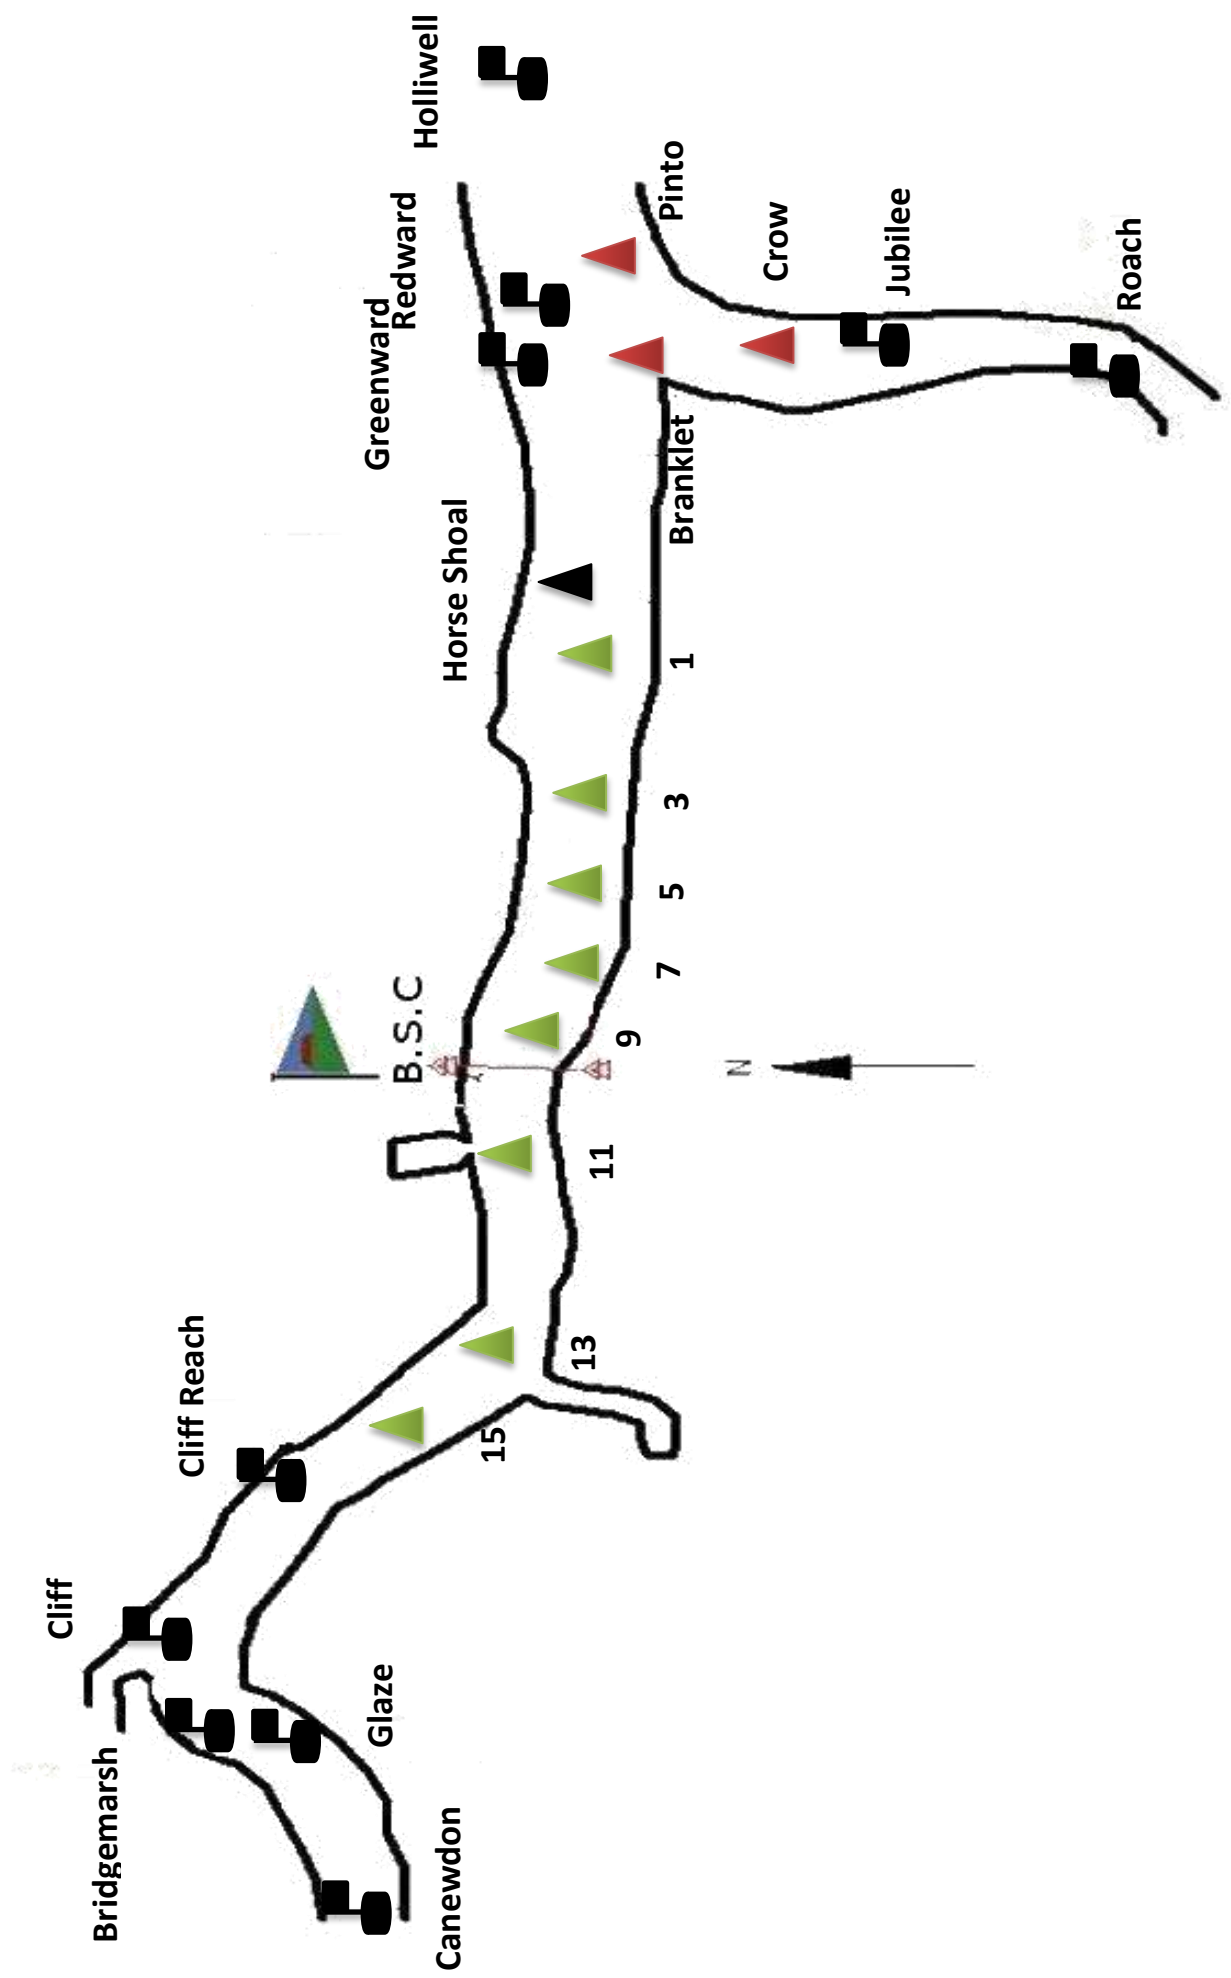 Cliff
Cliff Reach
B.S.C
Horse Shoal
Greenward
Redward
Holliwell
Bridgemarsh
Glaze
Canewdon
15
13
11
9
7
5
3
1
Branklet
Pinto
Crow
Jubilee
Roach
N